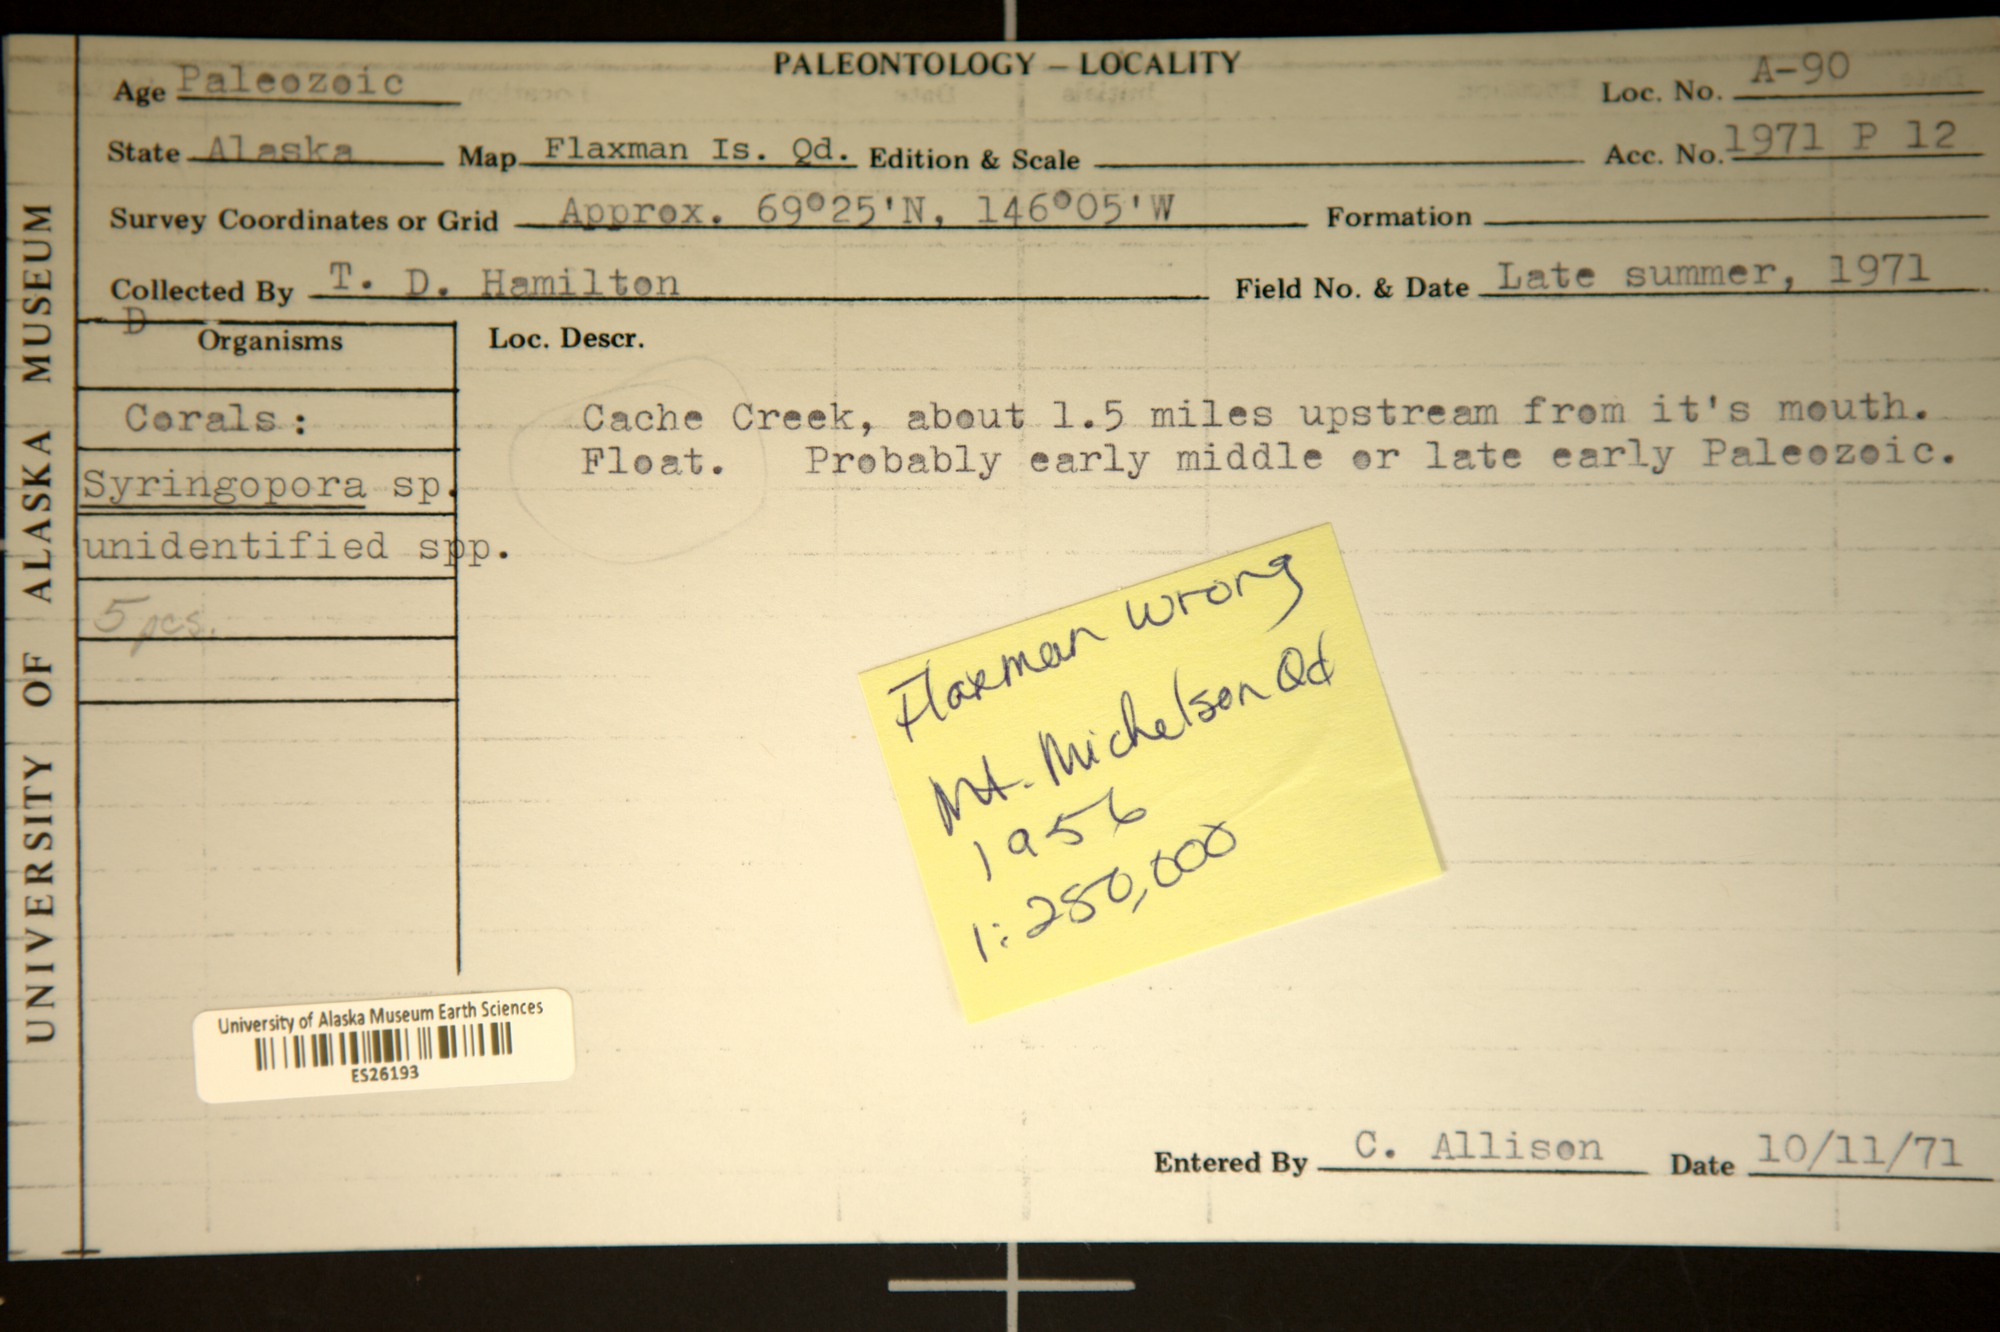 PALEONTOLOGY – LOCALITY
Age Paleozoic
Loc. No. A-90
State Alaska Map Flaxman Is. Qd. Edition & Scale
Acc. No. 1971 P 12
Survey Coordinates or Grid Approx. 69°25'N, 146°05'W Formation
Collected By T. D. Hamilton Field No. & Date Late summer, 1971
D
Organisms
Loc. Descr.
Corals:
Syringopora sp.
unidentified spp.
5 pcs.
Cache Creek, about 1.5 miles upstream from it's mouth.
Float. Probably early middle or late early Paleozoic.
Flaxman wrong
Mt. Michelson Qd
1956
1:250,000
University of Alaska Museum Earth Sciences
ES26193
Entered By C. Allison Date 10/11/71
UNIVERSITY OF ALASKA MUSEUM